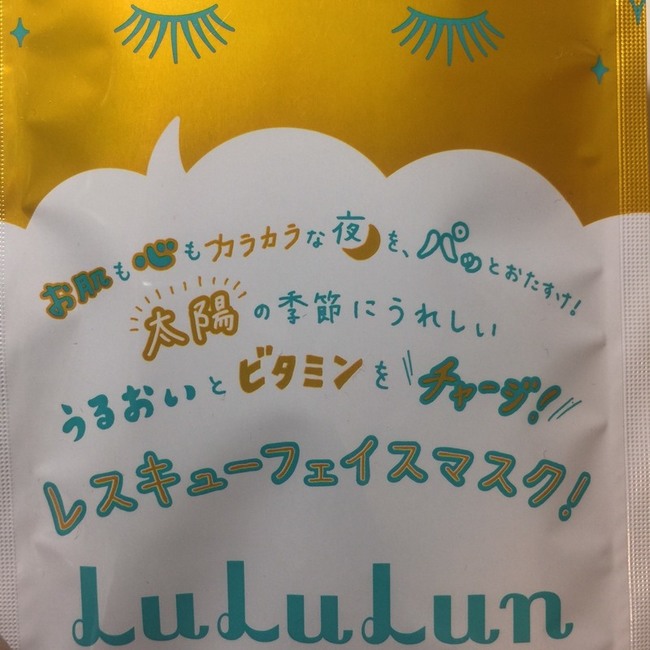 お肌も心もカラカラな夜を、パッとおたすけ!
太陽の季節にうれしい
うるおいとビタミンをチャージ!
レスキューフェイスマスク!
LuLuLun